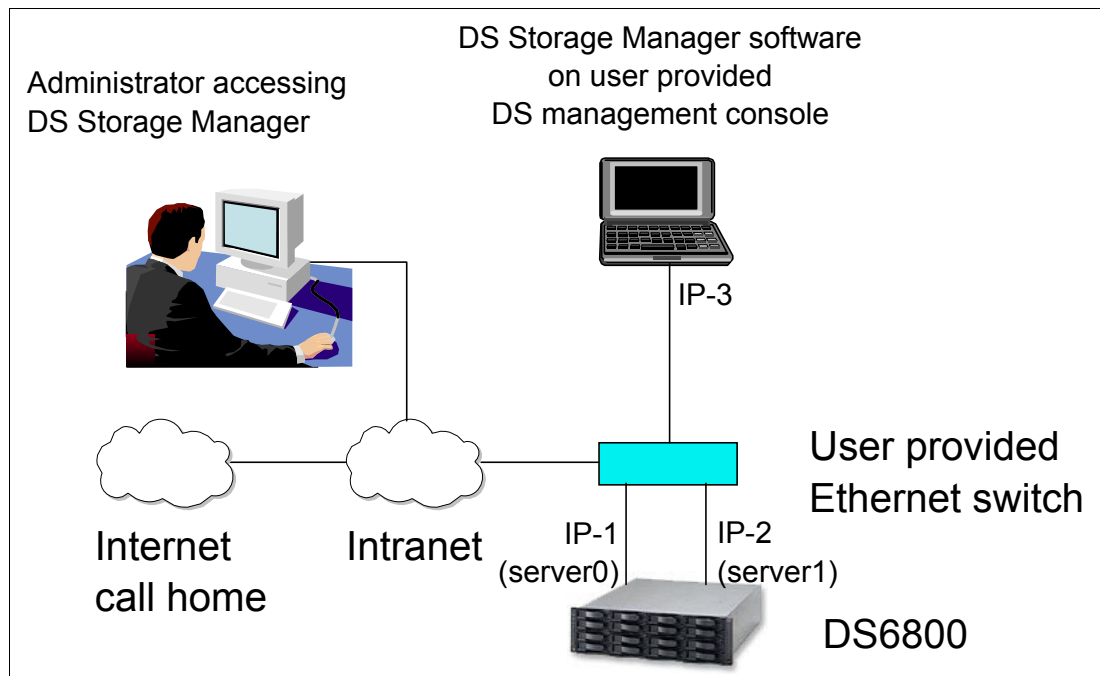 Administrator accessing
DS Storage Manager
DS Storage Manager software
on user provided
DS management console
IP-3
User provided
Ethernet switch
Internet
call home
Intranet
IP-1
(server0)
IP-2
(server1)
DS6800